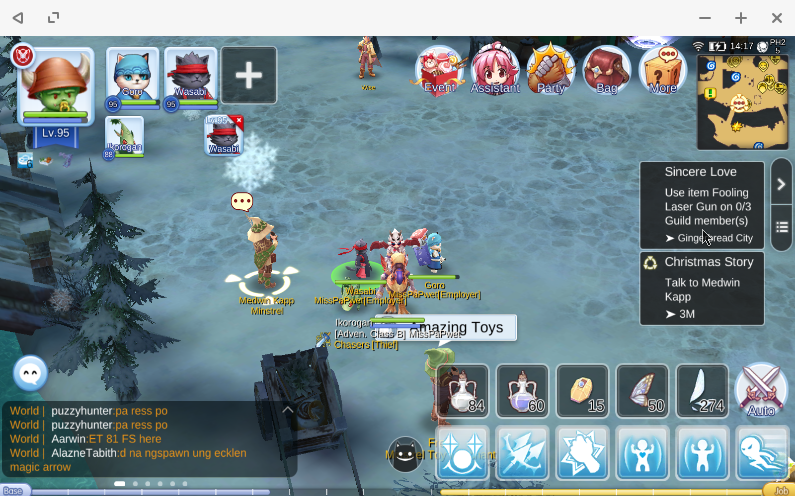 14:17
PH2
5
Guro
Wasabi
95
95
Lv.95
Korogan
88
Wasabi
Event
Assistant
Party
Bag
More
Sincere Love
Use item Fooling
Laser Gun on 0/3
Guild member(s)
➤ Gingerbread City
Christmas Story
Talk to Medwin
Kapp
➤ 3M
Medwin Kapp
Minstrel
Wasabi
Guro
MissPaPwet[Employer]
MissPaPwet[Employer]
Ikorogan
[Adven. Class B] MissPaPwet
Chasers [Thief]
Amazing Toys
84
60
15
50
274
Auto
World | puzzyhunter:pa ress po
World | puzzyhunter:pa ress po
World | Aarwin:ET 81 FS here
World | AlazneTabith:d na ngspawn ung ecklen
magic arrow
Base
Job